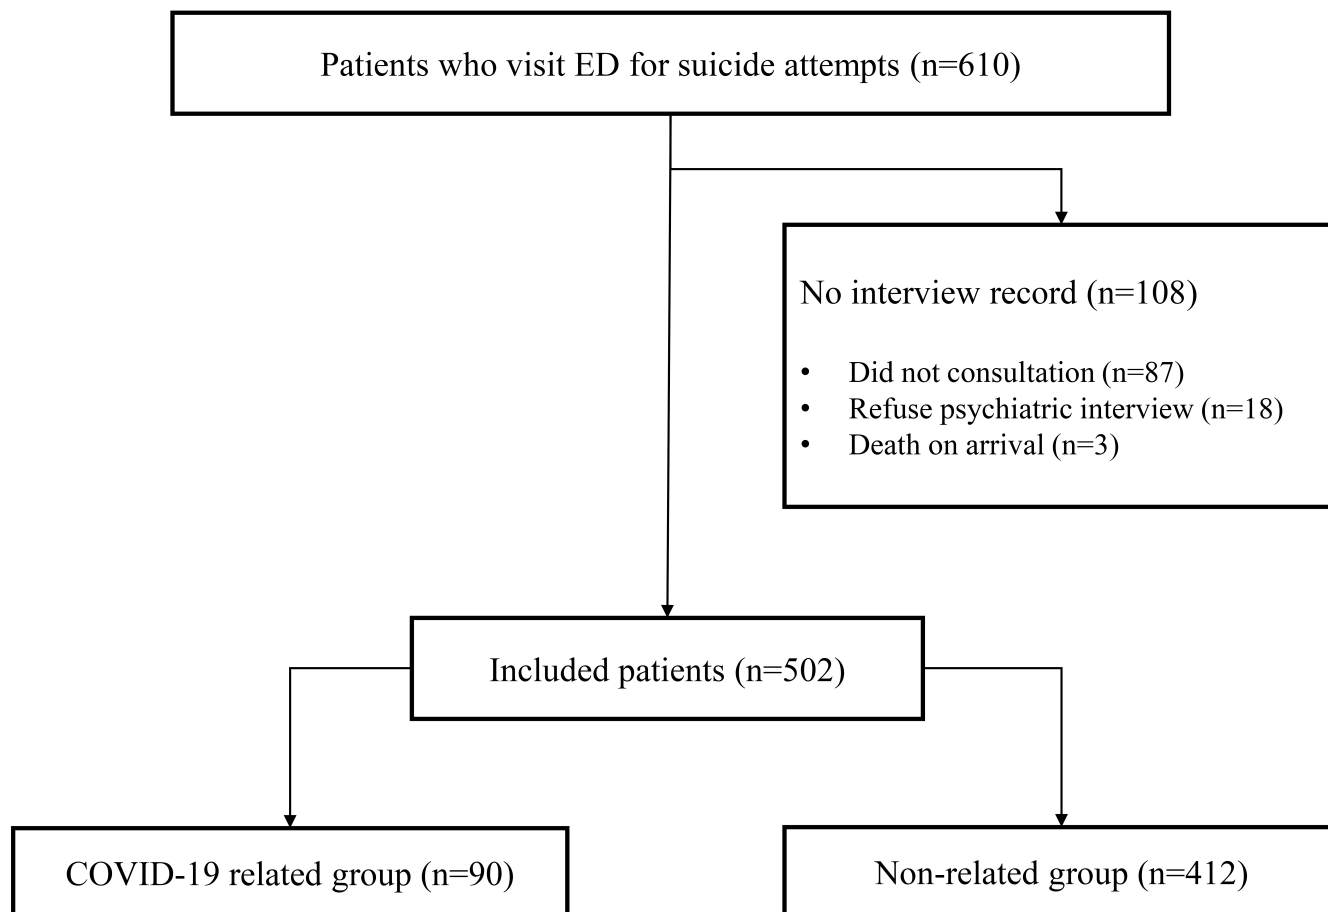 Patients who visit ED for suicide attempts (n=610)
No interview record (n=108)
• Did not consultation (n=87)
• Refuse psychiatric interview (n=18)
• Death on arrival (n=3)
Included patients (n=502)
COVID-19 related group (n=90)
Non-related group (n=412)